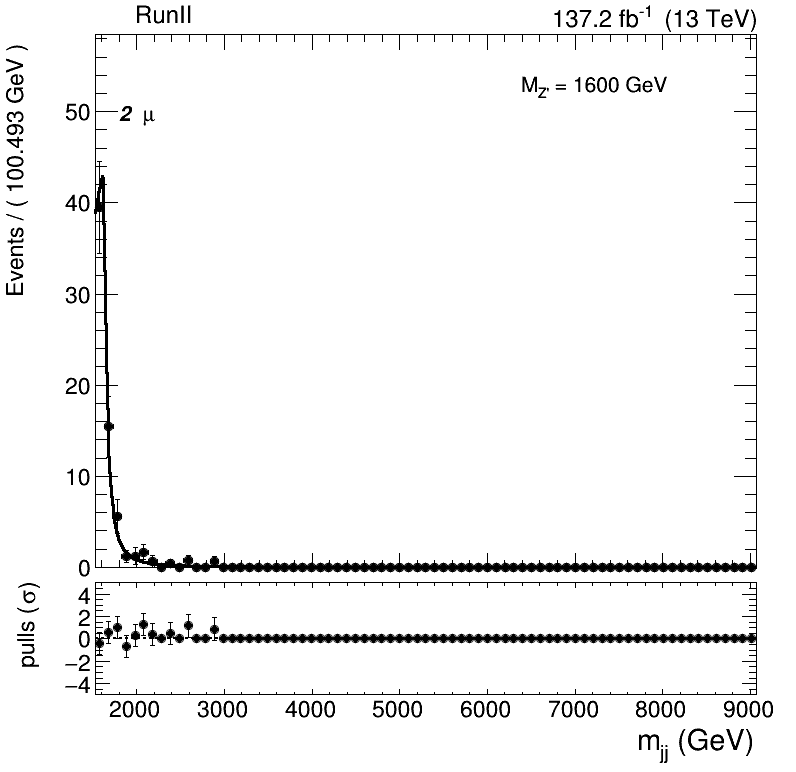 RunII 137.2 fb⁻¹ (13 TeV)
M_Z' = 1600 GeV
2 μ
Events / ( 100.493 GeV )
50
40
30
20
10
0
pulls (σ)
4
2
0
−2
−4
2000 3000 4000 5000 6000 7000 8000 9000
m_jj (GeV)